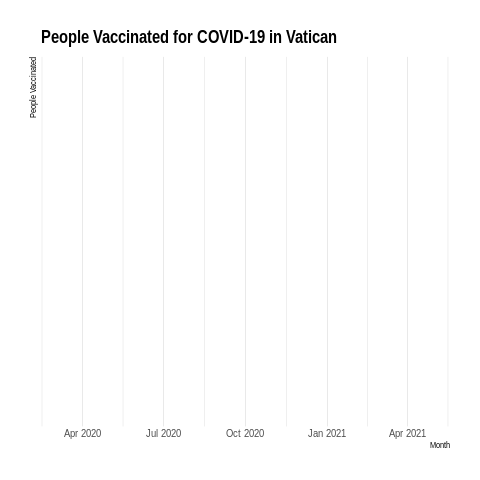 People Vaccinated for COVID-19 in Vatican
People Vaccinated
Apr 2020
Jul 2020
Oct 2020
Jan 2021
Apr 2021
Month